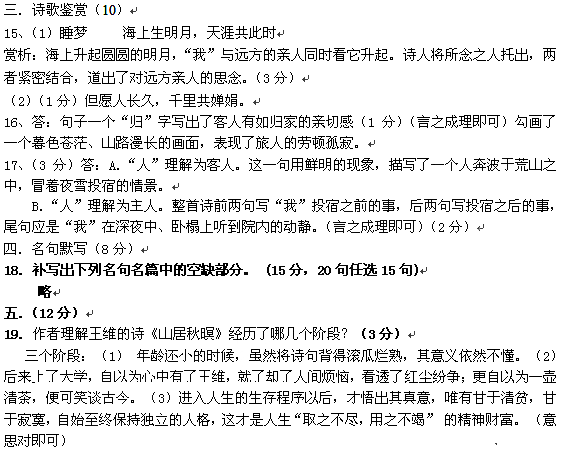 三．诗歌鉴赏（10）
15、（1）睡梦 海上生明月，天涯共此时
赏析：海上升起圆圆的明月，“我”与远方的亲人同时看它升起。诗人将所念之人托出，两
者紧密结合，道出了对远方亲人的思念。（3分）
（2）（1分）但愿人长久，千里共婵娟。
16、答：句子一个“归”字写出了客人有如归家的亲切感（1 分）（言之成理即可）勾画了
一个暮色苍茫、山路漫长的画面，表现了旅人的劳顿孤寂。
17、（3 分）答：A.“人”理解为客人。这一句用鲜明的现象，描写了一个人奔波于荒山之
中，冒着夜雪投宿的情景。
B.“人”理解为主人。整首诗前两句写“我”投宿之前的事，后两句写投宿之后的事，
尾句应是“我”在深夜中、卧榻上听到院内的动静。（言之成理即可）（2分）
四．名句默写（8分）
18．补写出下列名句名篇中的空缺部分。（15分，20句任选15句)
略
五．(12分）
19．作者理解王维的诗《山居秋暝》经历了哪几个阶段？（3分）
三个阶段：（1） 年龄还小的时候，虽然将诗句背得滚瓜烂熟，其意义依然不懂。（2）
后来上了大学，自以为心中有了王维，就了却了人间烦恼，看透了红尘纷争；更自以为一壶
清茶，便可笑谈古今。（3）进入人生的生存程序以后，才悟出其真意，唯有甘于清贫，甘
于寂寞，自始至终保持独立的人格，这才是人生“取之不尽，用之不竭” 的精神财富。（意
思对即可）